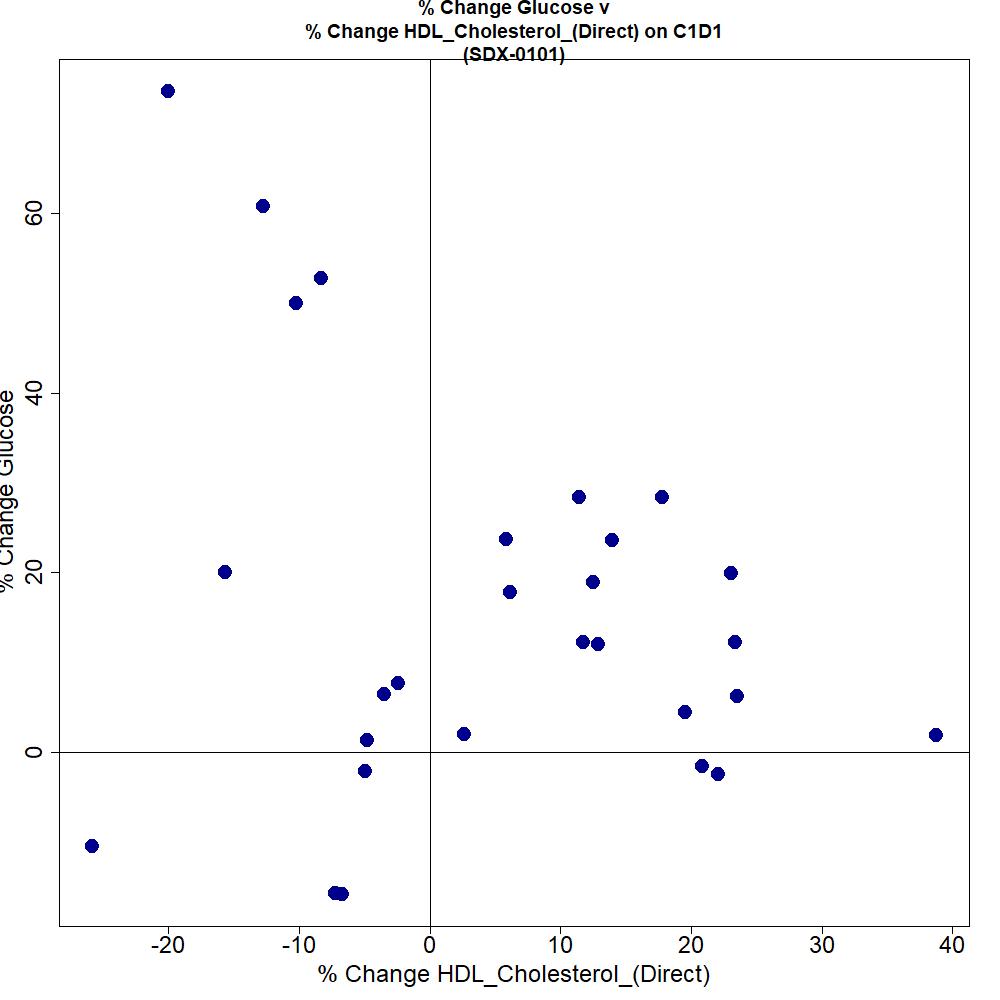 % Change Glucose v
% Change HDL_Cholesterol_(Direct) on C1D1
(SDX-0101)
% Change Glucose
60
40
20
0
-20
-10
0
10
20
30
40
% Change HDL_Cholesterol_(Direct)